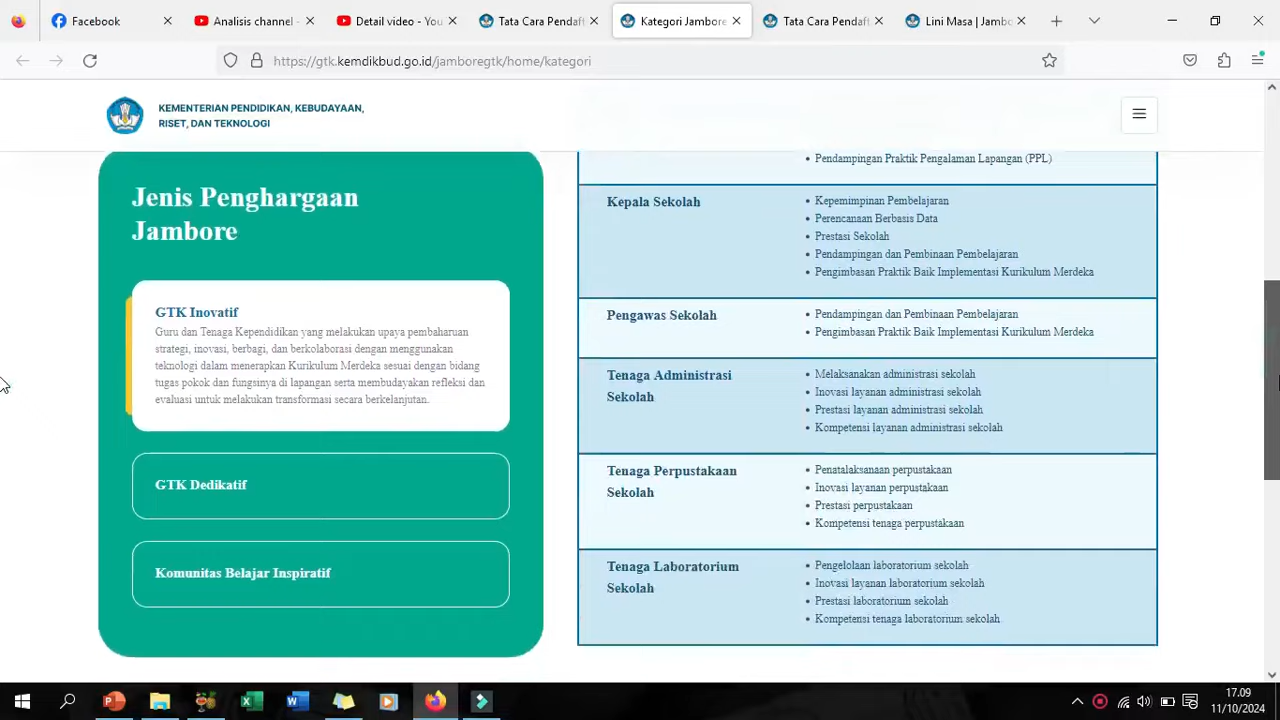 Facebook
Analisis channel -
Detail video - You
Tata Cara Pendaft
Kategori Jambore
Tata Cara Pendaft
Lini Masa | Jambo
https://gtk.kemdikbud.go.id/jamboregtk/home/kategori
KEMENTERIAN PENDIDIKAN, KEBUDAYAAN,
RISET, DAN TEKNOLOGI
Jenis Penghargaan
Jambore
GTK Inovatif
Guru dan Tenaga Kependidikan yang melakukan upaya pembaharuan
strategi, inovasi, berbagi, dan berkolaborasi dengan menggunakan
teknologi dalam menerapkan Kurikulum Merdeka sesuai dengan bidang
tugas pokok dan fungsinya di lapangan serta membudayakan refleksi dan
evaluasi untuk melakukan transformasi secara berkelanjutan.
GTK Dedikatif
Komunitas Belajar Inspiratif
• Pendampingan Praktik Pengalaman Lapangan (PPL)
Kepala Sekolah
• Kepemimpinan Pembelajaran
• Perencanaan Berbasis Data
• Prestasi Sekolah
• Pendampingan dan Pembinaan Pembelajaran
• Pengimbasan Praktik Baik Implementasi Kurikulum Merdeka
Pengawas Sekolah
• Pendampingan dan Pembinaan Pembelajaran
• Pengimbasan Praktik Baik Implementasi Kurikulum Merdeka
Tenaga Administrasi
Sekolah
• Melaksanakan administrasi sekolah
• Inovasi layanan administrasi sekolah
• Prestasi layanan administrasi sekolah
• Kompetensi layanan administrasi sekolah
Tenaga Perpustakaan
Sekolah
• Penatalaksanaan perpustakaan
• Inovasi layanan perpustakaan
• Prestasi perpustakaan
• Kompetensi tenaga perpustakaan
Tenaga Laboratorium
Sekolah
• Pengelolaan laboratorium sekolah
• Inovasi layanan laboratorium sekolah
• Prestasi laboratorium sekolah
• Kompetensi tenaga laboratorium sekolah
17.09
11/10/2024